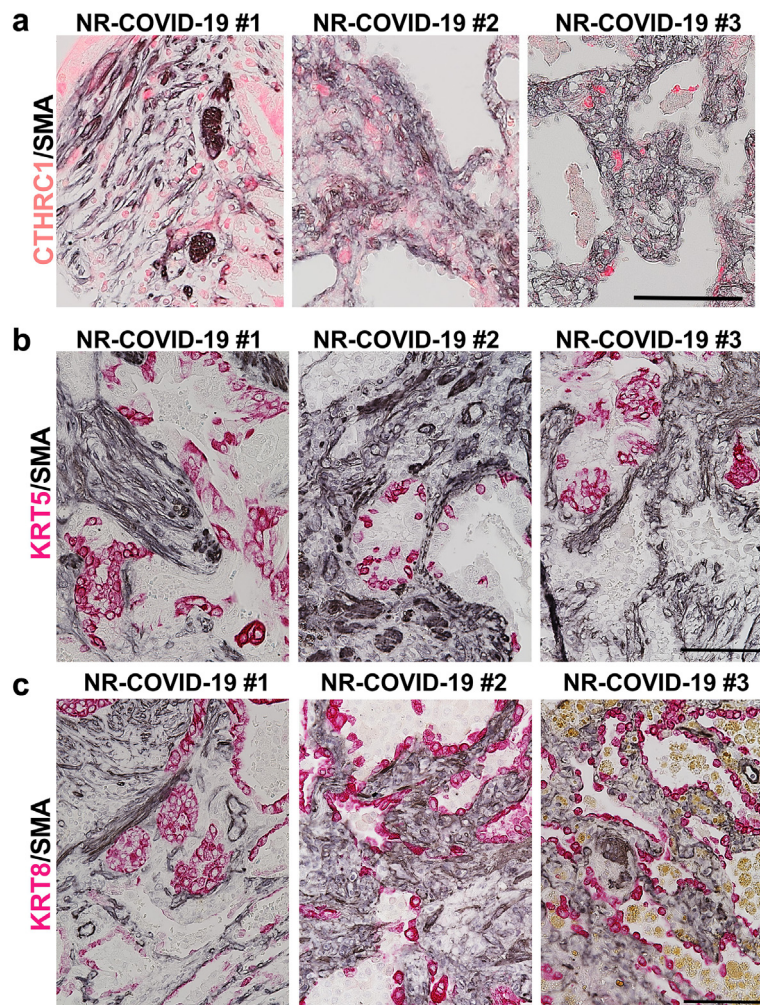 a
NR-COVID-19 #1 NR-COVID-19 #2 NR-COVID-19 #3
CTHRC1/SMA
b
NR-COVID-19 #1 NR-COVID-19 #2 NR-COVID-19 #3
KRT5/SMA
c
NR-COVID-19 #1 NR-COVID-19 #2 NR-COVID-19 #3
KRT8/SMA